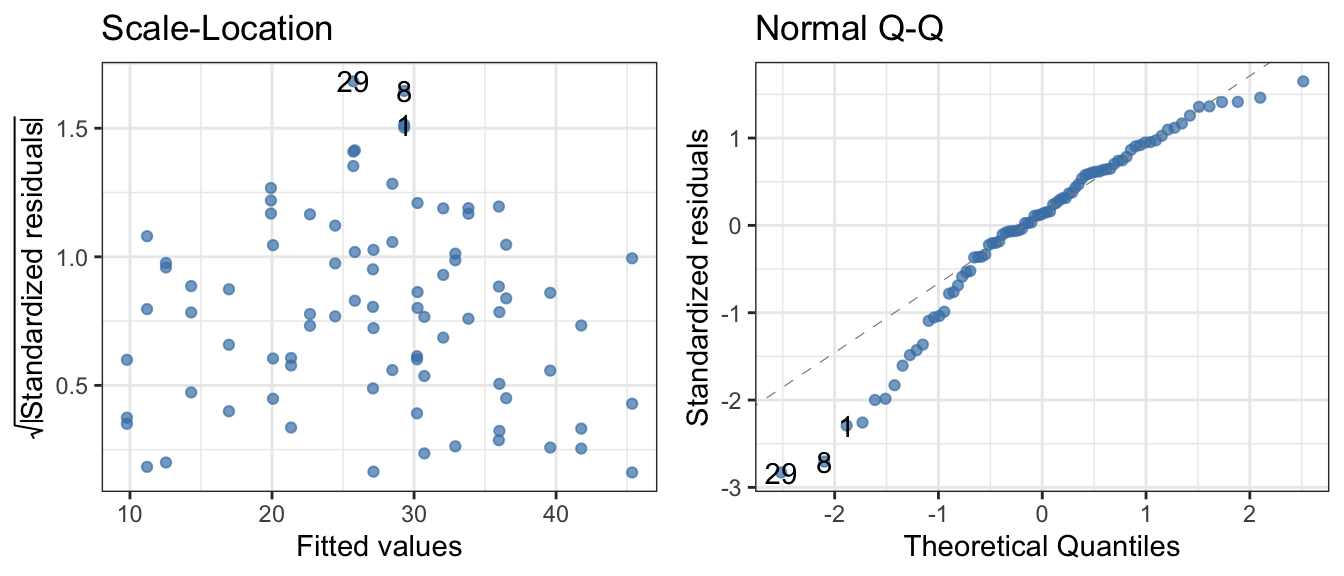 Scale-Location
√|Standardized residuals|
1.5
1.0
0.5
29
8
1
10 20 30 40
Fitted values
Normal Q-Q
Standardized residuals
1
0
-1
-2
-3
1
8
29
-2 -1 0 1 2
Theoretical Quantiles